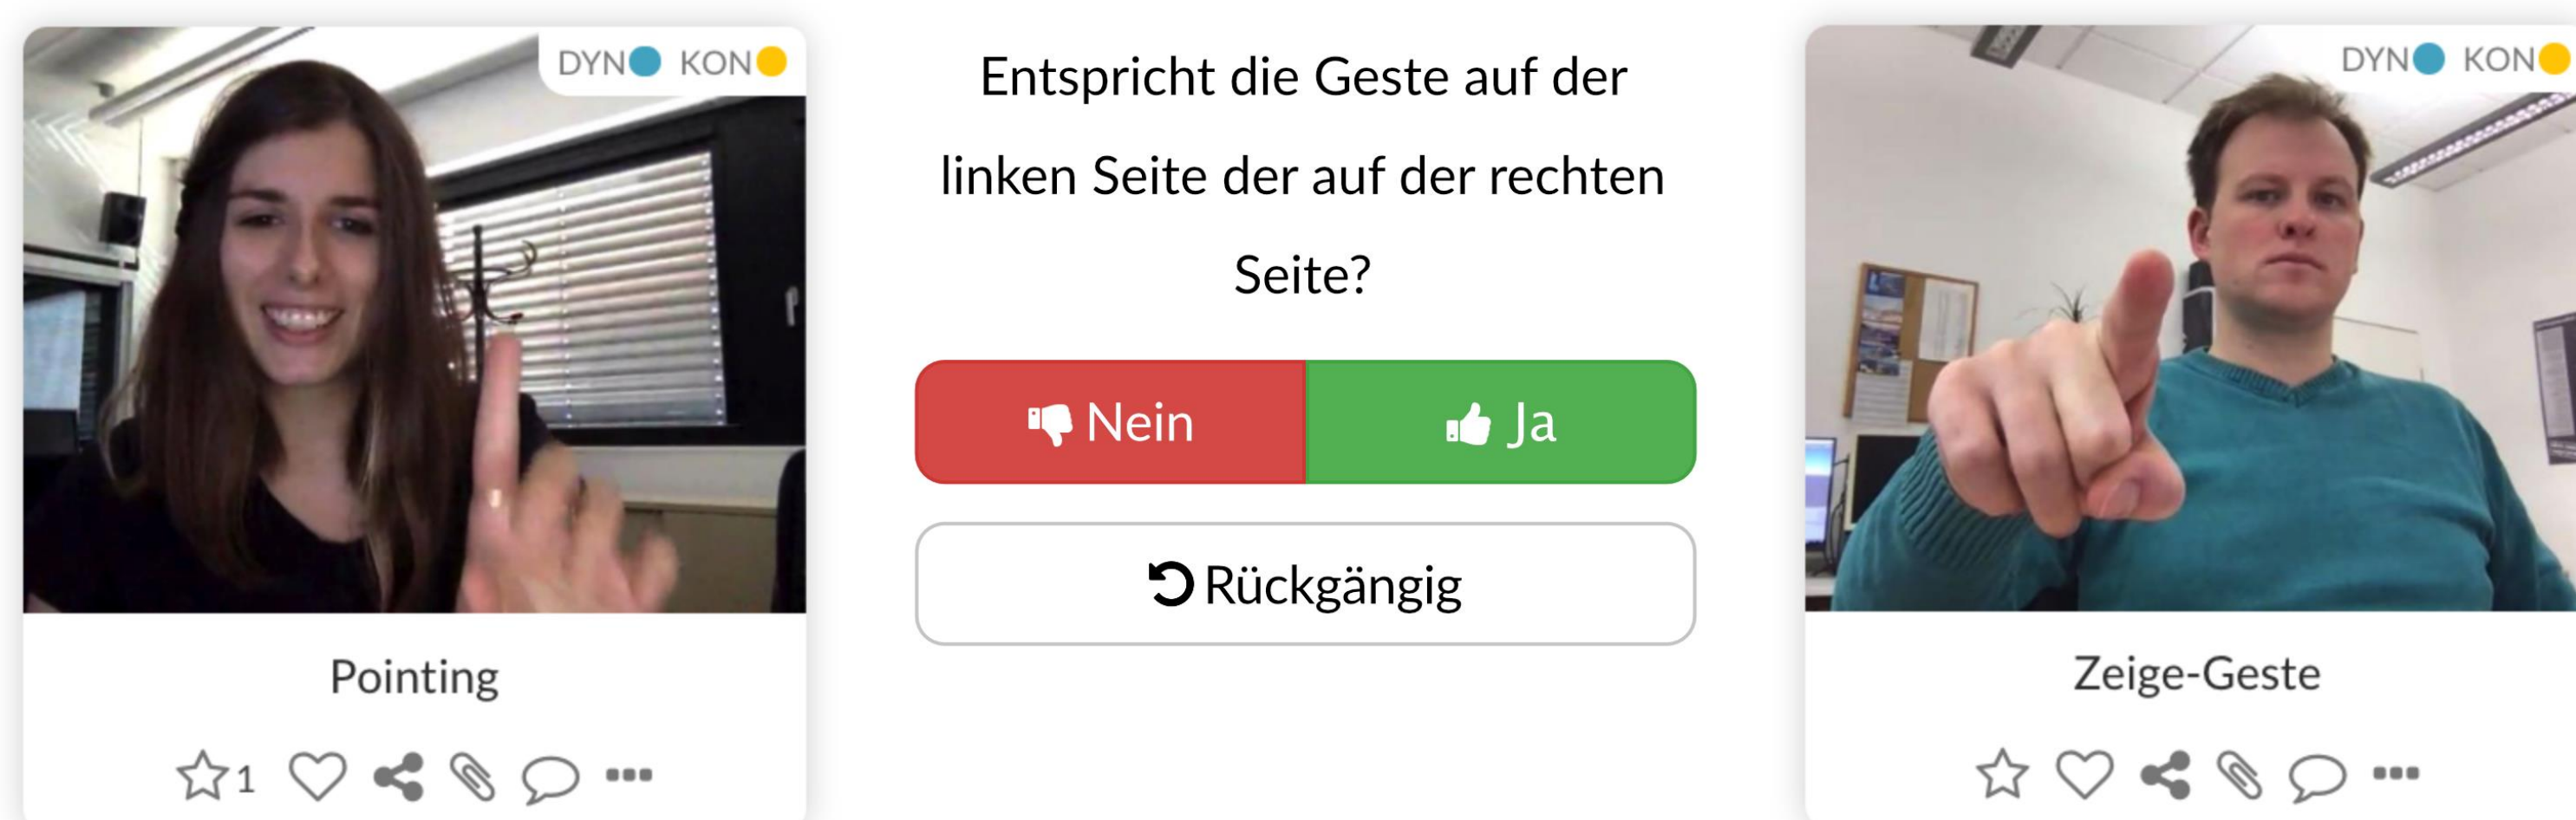 DYN KON
Pointing
1
Entspricht die Geste auf der
linken Seite der auf der rechten
Seite?
Nein
Ja
Rückgängig
DYN KON
Zeige-Geste